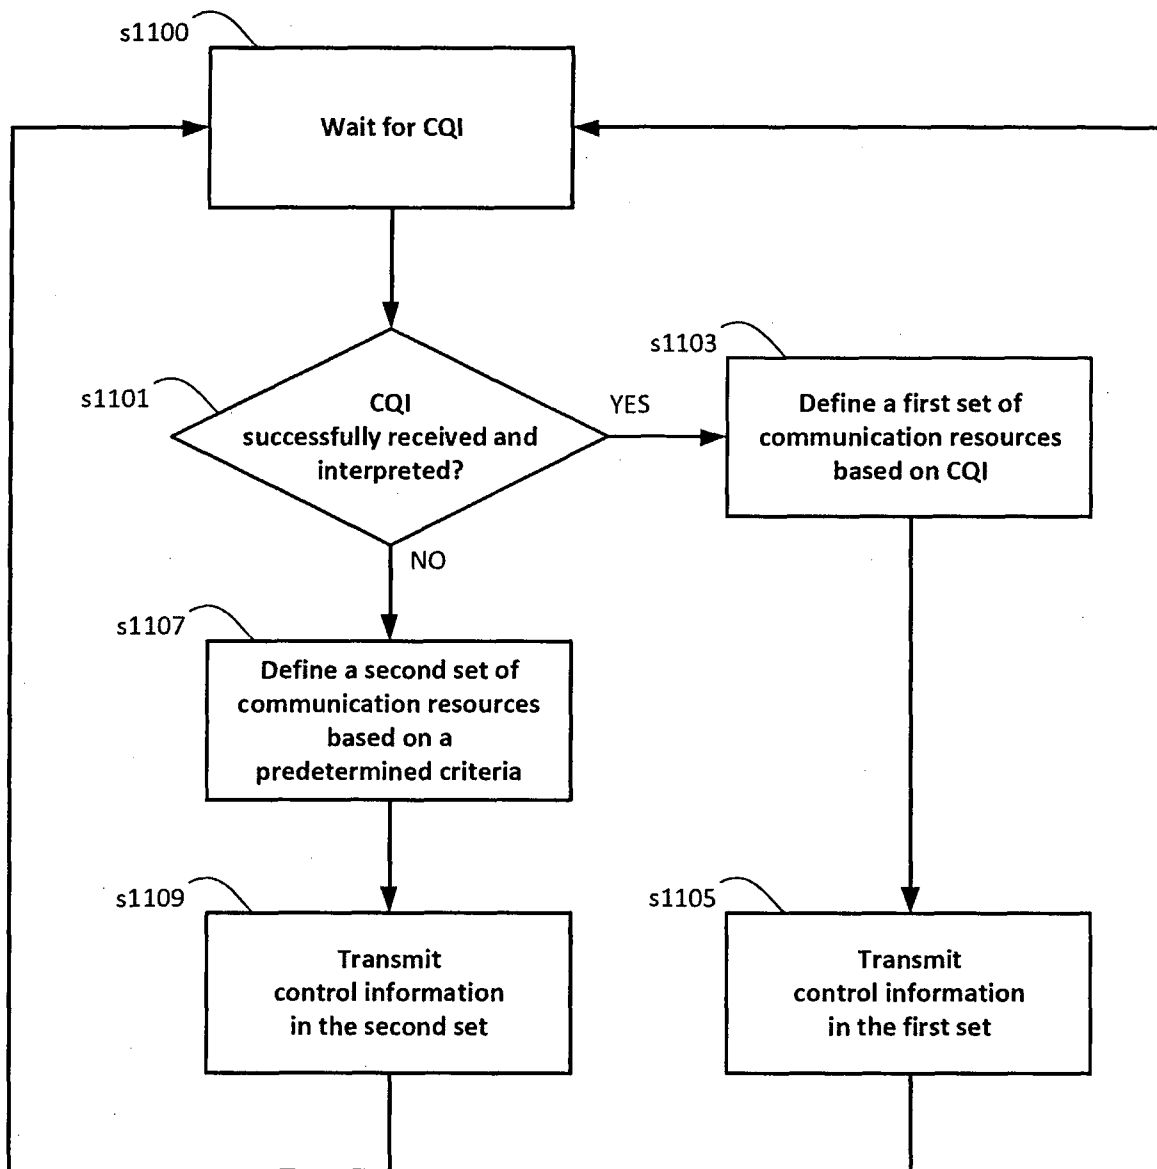 s1100
Wait for CQI
s1101
CQI
successfully received and
interpreted?
YES
s1103
Define a first set of
communication resources
based on CQI
NO
s1107
Define a second set of
communication resources
based on a
predetermined criteria
s1109
Transmit
control information
in the second set
s1105
Transmit
control information
in the first set